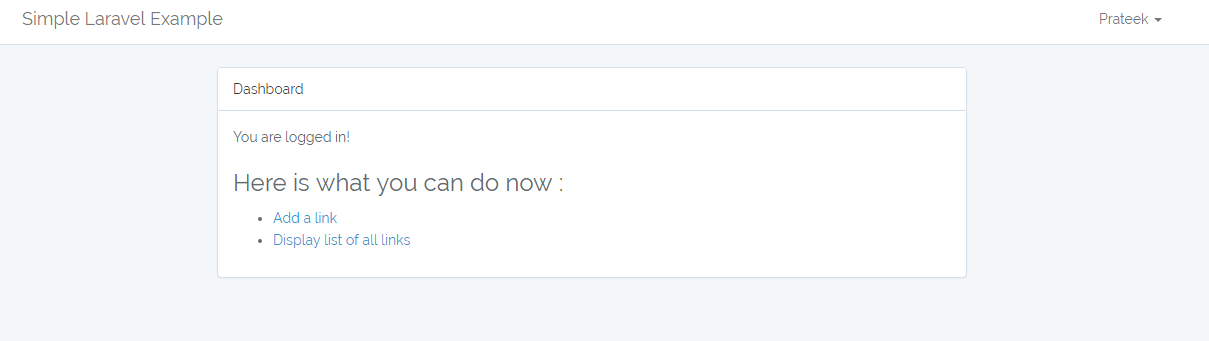 Simple Laravel Example
Prateek
Dashboard
You are logged in!
Here is what you can do now :
Add a link
Display list of all links